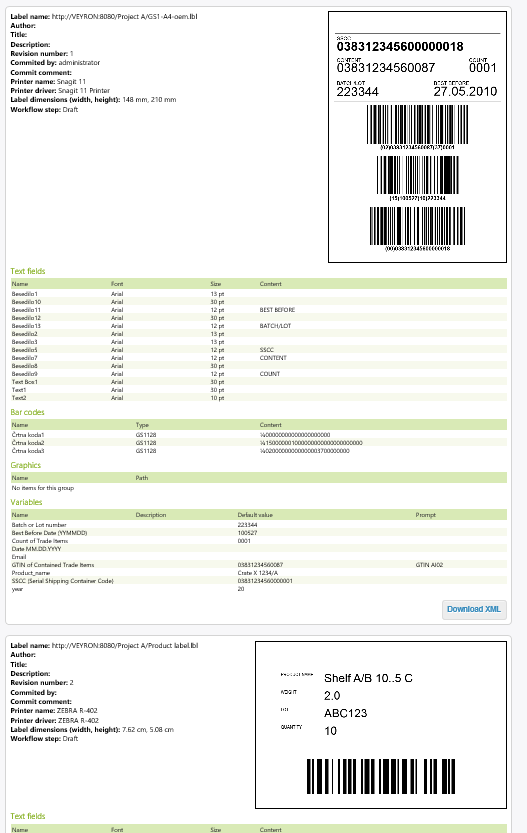 Label name: http://VEYRON:8080/Project A/GS1-A4-oem.lbl
Author:
Title:
Description:
Revision number: 1
Commited by: administrator
Commit comment:
Printer name: Snagit 11
Printer driver: Snagit 11 Printer
Label dimensions (width, height): 148 mm, 210 mm
Workflow step: Draft
SSCC
038312345600000018
CONTENT COUNT
03831234560087 0001
BATCH/LOT BEST BEFORE
223344 27.05.2010
(02)03831234560087(37)0001
(15)100527(10)223344
(00)038312345600000018
Text fields
Name Font Size Content
Besedilo1 Arial 13 pt
Besedilo10 Arial 30 pt
Besedilo11 Arial 12 pt BEST BEFORE
Besedilo12 Arial 30 pt
Besedilo13 Arial 12 pt BATCH/LOT
Besedilo2 Arial 13 pt
Besedilo3 Arial 13 pt
Besedilo5 Arial 12 pt SSCC
Besedilo7 Arial 12 pt CONTENT
Besedilo8 Arial 30 pt
Besedilo9 Arial 12 pt COUNT
Text Box1 Arial 30 pt
Text1 Arial 30 pt
Text2 Arial 10 pt
Bar codes
Name Type Content
Črtna koda1 GS1128
Črtna koda2 GS1128
Črtna koda3 GS1128
Graphics
Name Path
No items for this group
Variables
Name Description Default value Prompt
Batch or Lot number 223344
Best Before Date (YYMMDD) 100527
Count of Trade Items 0001
Date MM.DD.YYYY
Email
GTIN of Contained Trade Items 03831234560087 GTIN AI02
Product_name Crate X 1234/A
SSCC (Serial Shipping Container Code) 03831234560000001
year 20
Download XML
Label name: http://VEYRON:8080/Project A/Product label.lbl
Author:
Title:
Description:
Revision number: 2
Commited by:
Commit comment:
Printer name: ZEBRA R-402
Printer driver: ZEBRA R-402
Label dimensions (width, height): 7.62 cm, 5.08 cm
Workflow step: Draft
PRODUCT NAME Shelf A/B 10..5 C
WEIGHT 2.0
LOT ABC123
QUANTITY 10
Text fields
Name Font Size Content